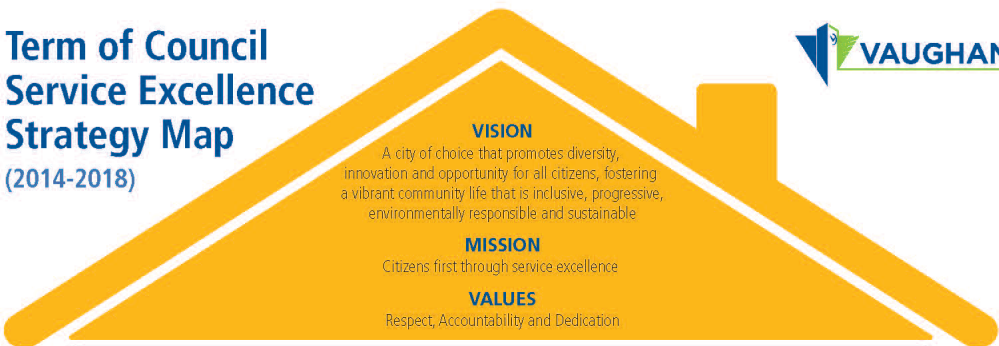 Term of Council
Service Excellence
Strategy Map
(2014-2018)
VAUGHAN
VISION
A city of choice that promotes diversity,
innovation and opportunity for all citizens, fostering
a vibrant community life that is inclusive, progressive,
environmentally responsible and sustainable
MISSION
Citizens first through service excellence
VALUES
Respect, Accountability and Dedication